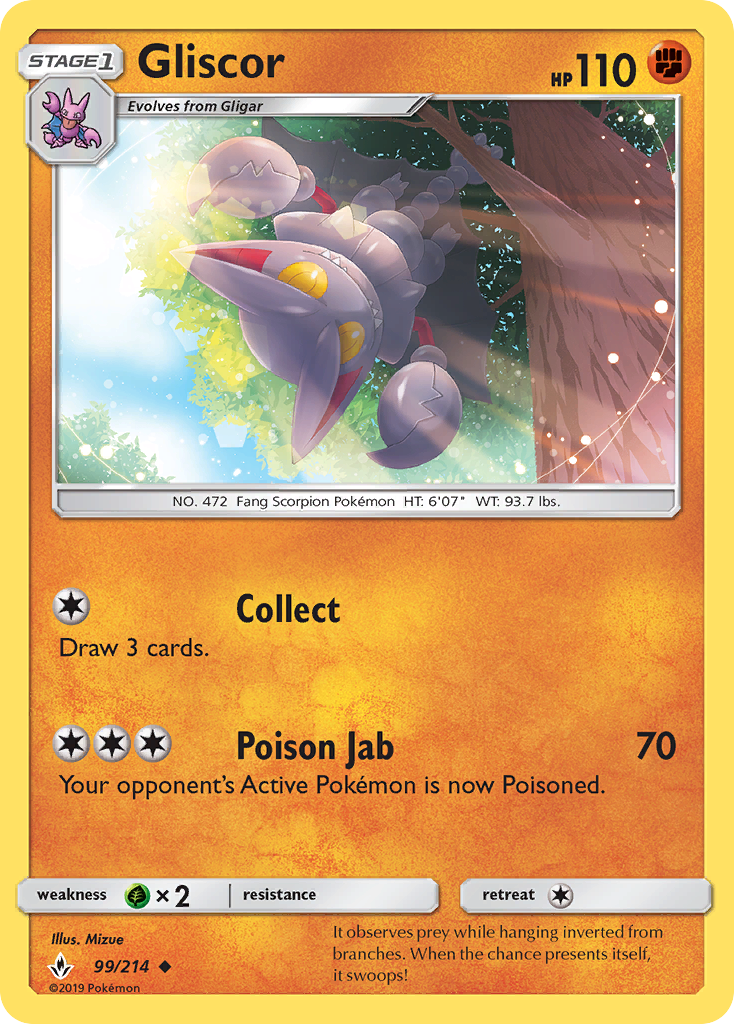 STAGE1
Gliscor
HP 110
Evolves from Gligar
NO. 472 Fang Scorpion Pokémon HT: 6'07" WT: 93.7 lbs.
Collect
Draw 3 cards.
Poison Jab 70
Your opponent's Active Pokémon is now Poisoned.
weakness ×2 resistance retreat
Illus. Mizue
99/214
©2019 Pokémon
It observes prey while hanging inverted from
branches. When the chance presents itself,
it swoops!